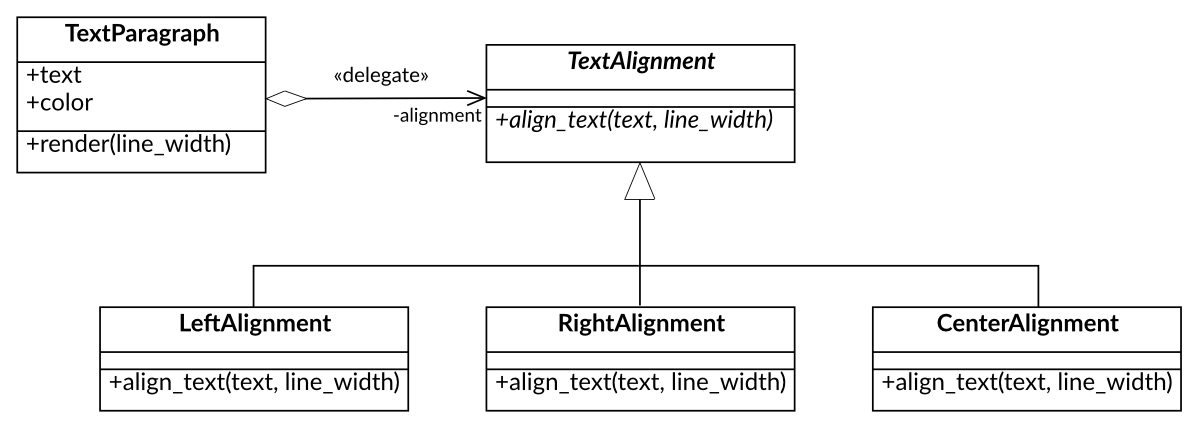 TextParagraph
+text
+color
+render(line_width)
«delegate»
-alignment
TextAlignment
+align_text(text, line_width)
LeftAlignment
+align_text(text, line_width)
RightAlignment
+align_text(text, line_width)
CenterAlignment
+align_text(text, line_width)